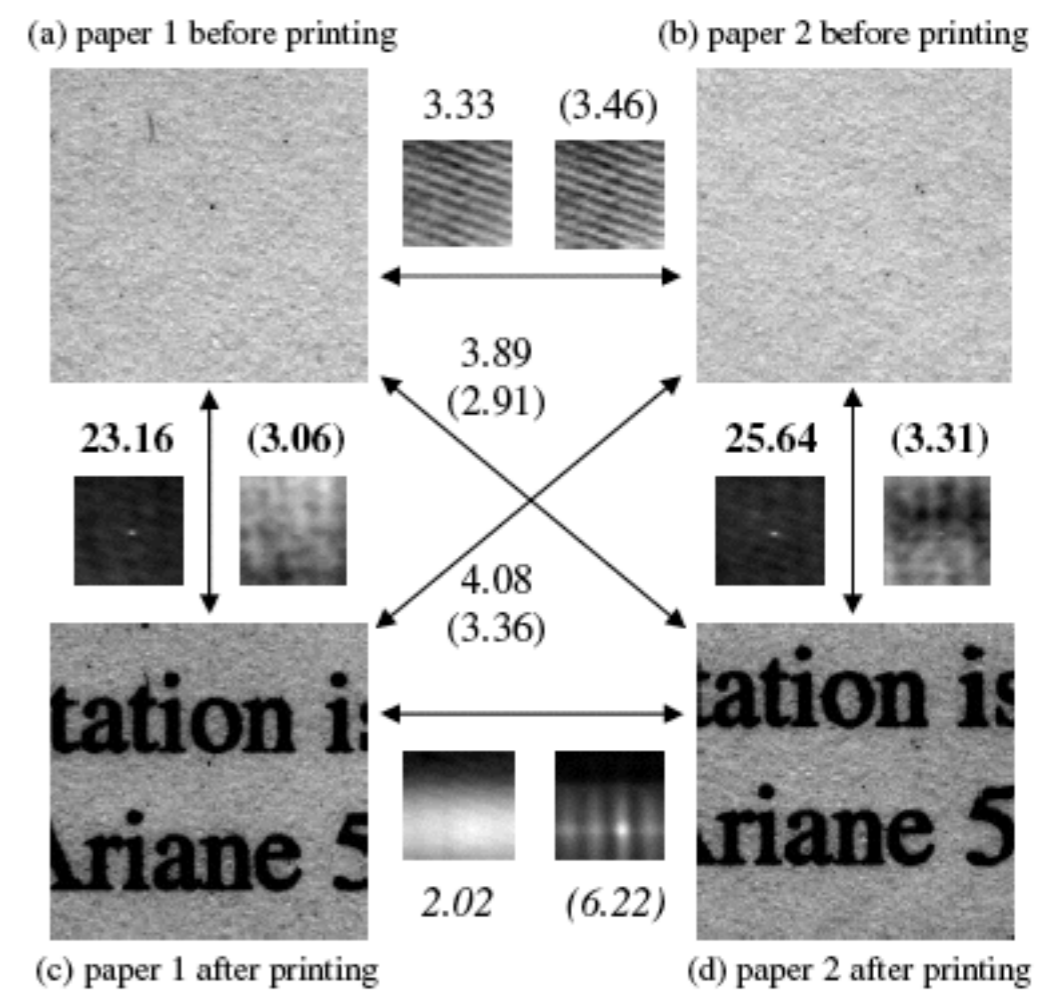 (a) paper 1 before printing
(b) paper 2 before printing
3.33
(3.46)
3.89
(2.91)
23.16
(3.06)
25.64
(3.31)
4.08
(3.36)
tation is
Ariane 5
tation is
Ariane 5
2.02
(6.22)
(c) paper 1 after printing
(d) paper 2 after printing